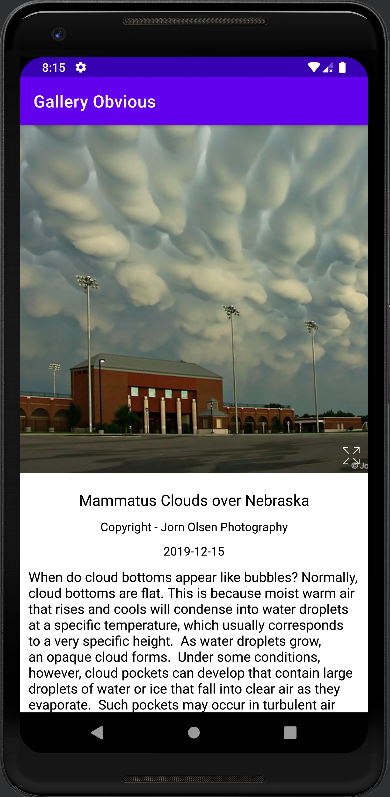 8:15
Gallery Obvious
Mammatus Clouds over Nebraska
Copyright - Jorn Olsen Photography
2019-12-15
When do cloud bottoms appear like bubbles? Normally,
cloud bottoms are flat. This is because moist warm air
that rises and cools will condense into water droplets
at a specific temperature, which usually corresponds
to a very specific height.  As water droplets grow,
an opaque cloud forms.  Under some conditions,
however, cloud pockets can develop that contain large
droplets of water or ice that fall into clear air as they
evaporate.  Such pockets may occur in turbulent air